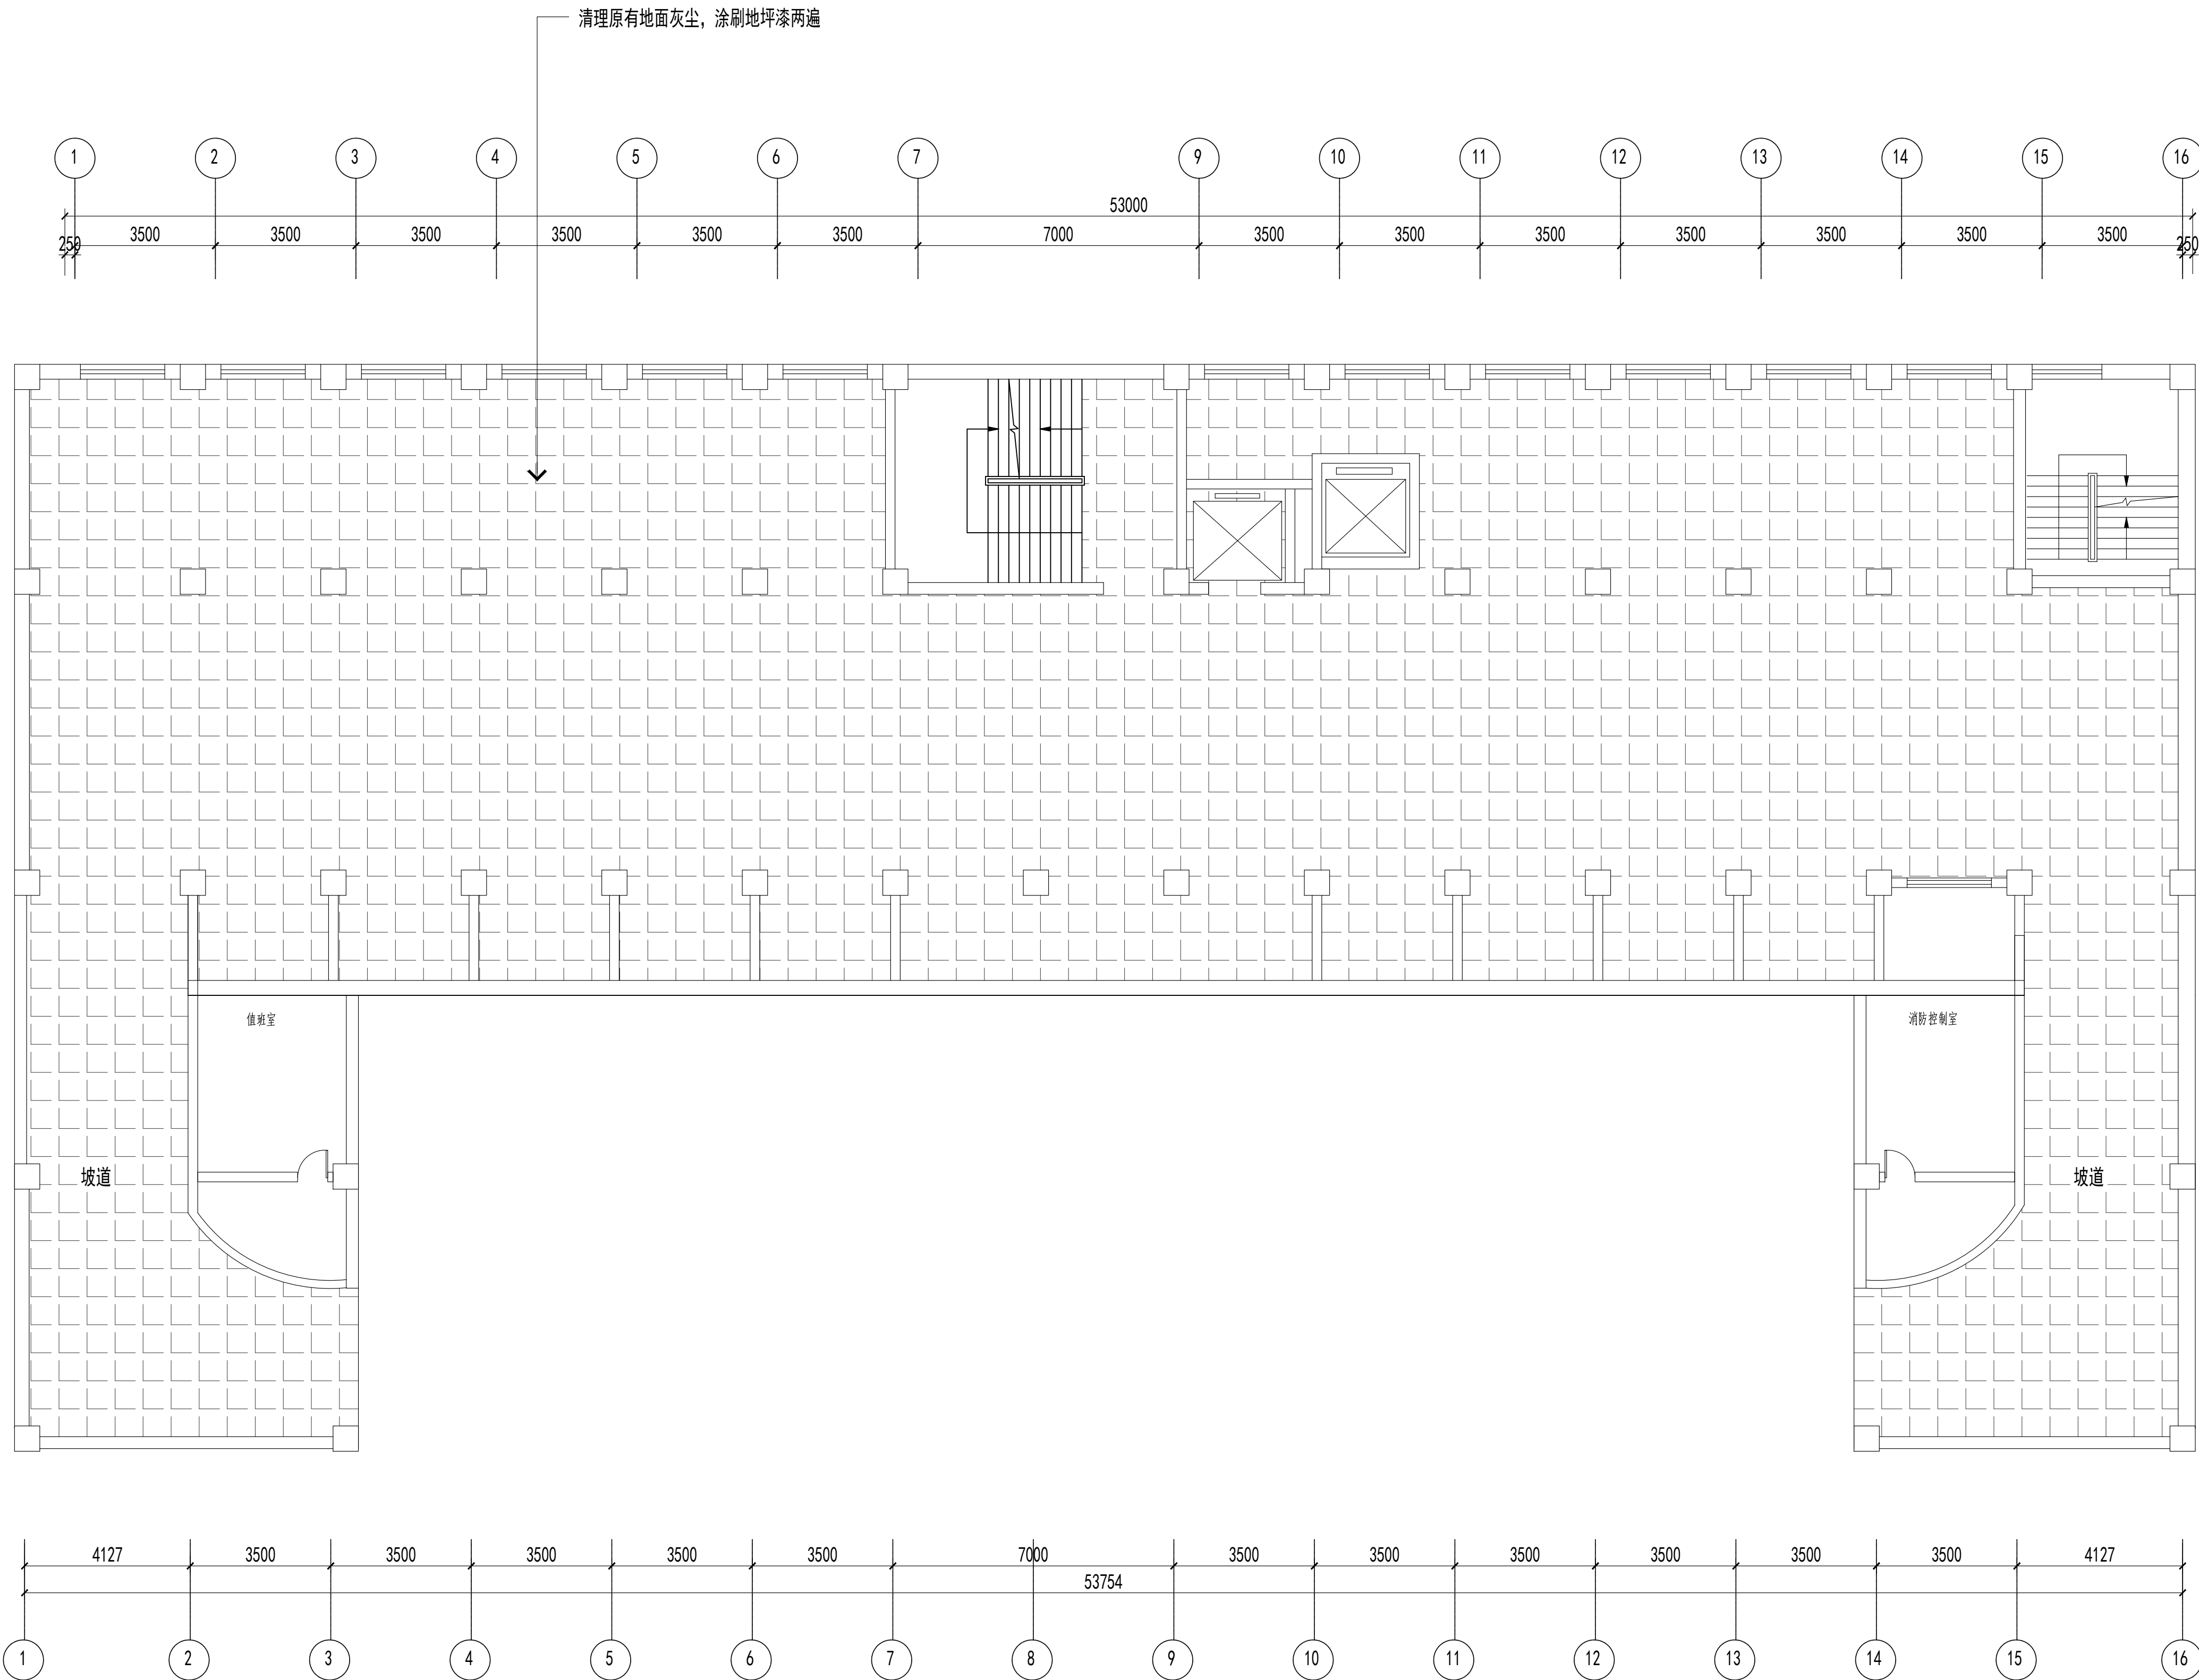 清理原有地面灰尘，涂刷地坪漆两遍
1 2 3 4 5 6 7 9 10 11 12 13 14 15 16
53000
250 3500 3500 3500 3500 3500 3500 7000 3500 3500 3500 3500 3500 3500 3500 250
值班室 消防控制室
坡道 坡道
4127 3500 3500 3500 3500 3500 7000 3500 3500 3500 3500 3500 3500 4127
53754
1 2 3 4 5 6 7 8 9 10 11 12 13 14 15 16